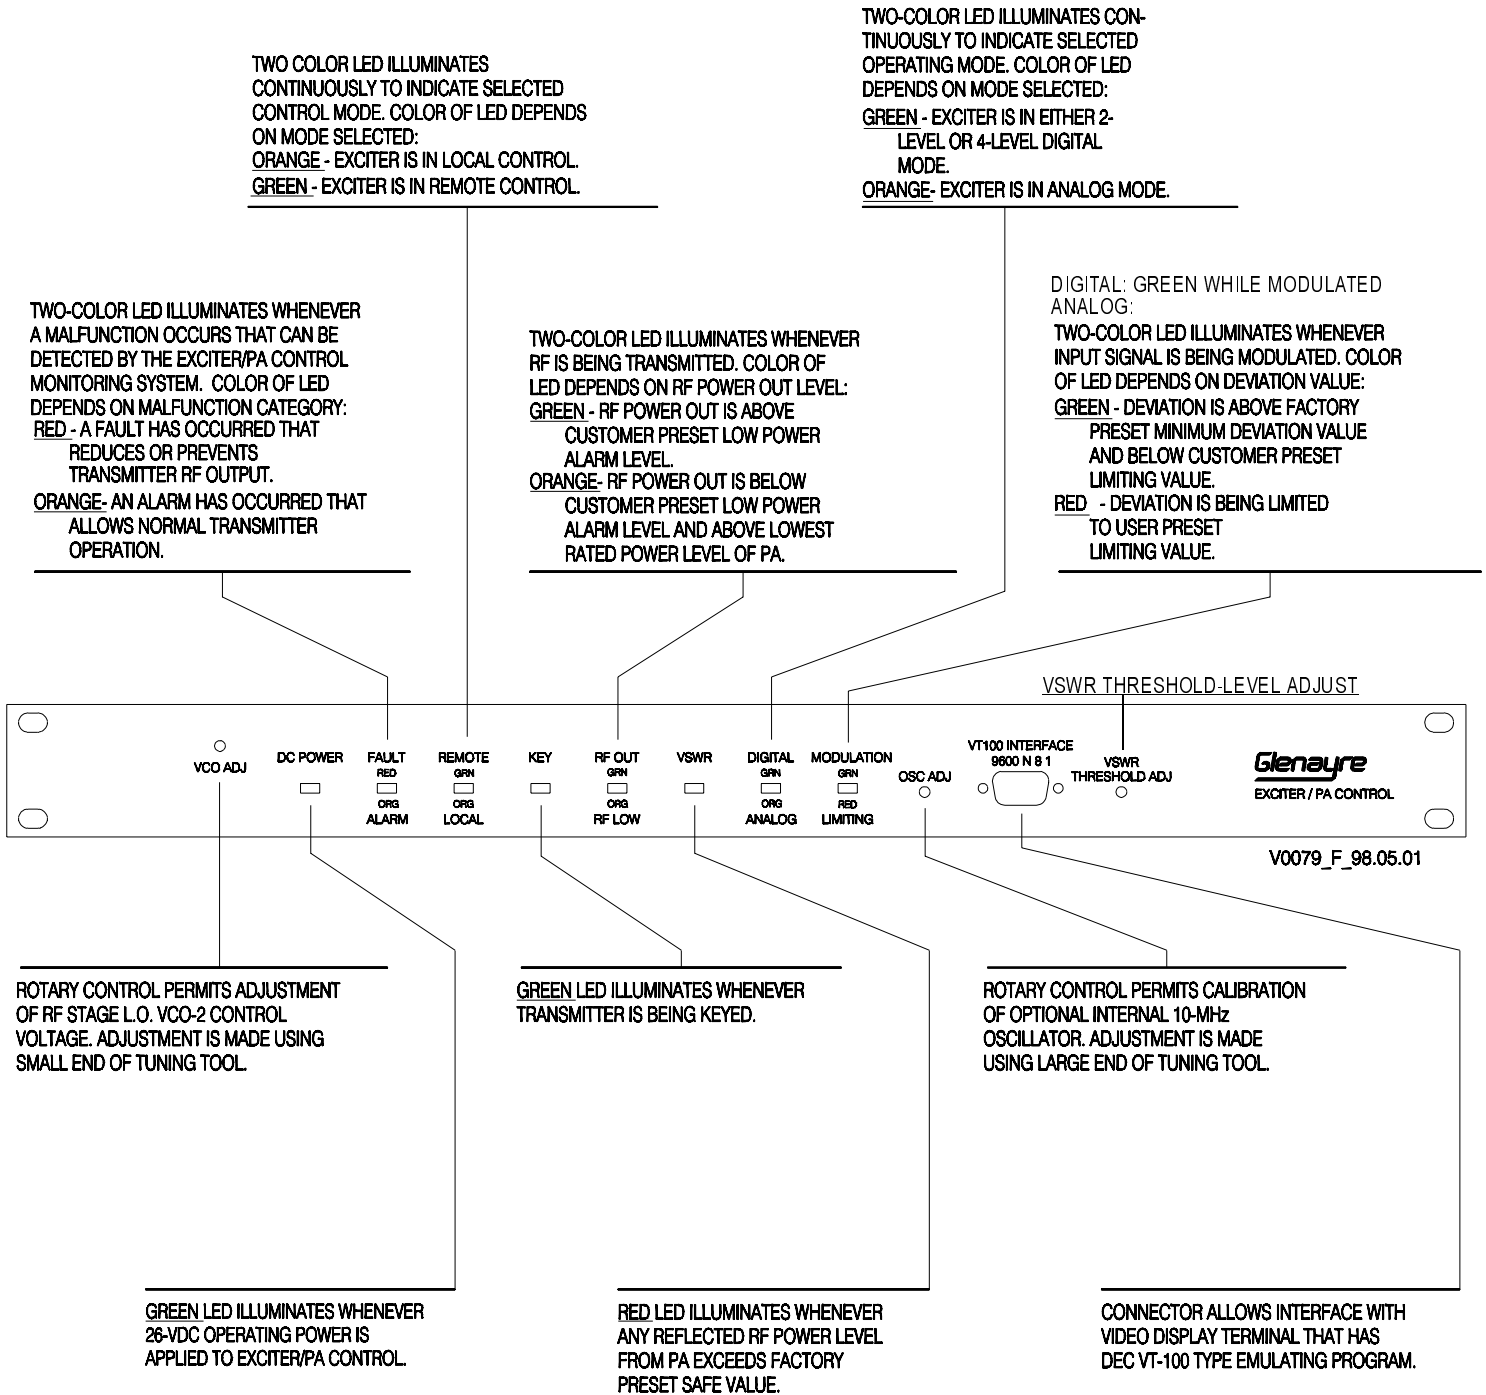 TWO-COLOR LED ILLUMINATES CON-
TINUOUSLY TO INDICATE SELECTED
OPERATING MODE. COLOR OF LED
DEPENDS ON MODE SELECTED:
GREEN - EXCITER IS IN EITHER 2-
LEVEL OR 4-LEVEL DIGITAL
MODE.
ORANGE- EXCITER IS IN ANALOG MODE.
TWO COLOR LED ILLUMINATES
CONTINUOUSLY TO INDICATE SELECTED
CONTROL MODE. COLOR OF LED DEPENDS
ON MODE SELECTED:
ORANGE - EXCITER IS IN LOCAL CONTROL.
GREEN - EXCITER IS IN REMOTE CONTROL.
TWO-COLOR LED ILLUMINATES WHENEVER
A MALFUNCTION OCCURS THAT CAN BE
DETECTED BY THE EXCITER/PA CONTROL
MONITORING SYSTEM. COLOR OF LED
DEPENDS ON MALFUNCTION CATEGORY:
RED - A FAULT HAS OCCURRED THAT
REDUCES OR PREVENTS
TRANSMITTER RF OUTPUT.
ORANGE- AN ALARM HAS OCCURRED THAT
ALLOWS NORMAL TRANSMITTER
OPERATION.
TWO-COLOR LED ILLUMINATES WHENEVER
RF IS BEING TRANSMITTED. COLOR OF
LED DEPENDS ON RF POWER OUT LEVEL:
GREEN - RF POWER OUT IS ABOVE
CUSTOMER PRESET LOW POWER
ALARM LEVEL.
ORANGE- RF POWER OUT IS BELOW
CUSTOMER PRESET LOW POWER
ALARM LEVEL AND ABOVE LOWEST
RATED POWER LEVEL OF PA.
DIGITAL: GREEN WHILE MODULATED
ANALOG:
TWO-COLOR LED ILLUMINATES WHENEVER
INPUT SIGNAL IS BEING MODULATED. COLOR
OF LED DEPENDS ON DEVIATION VALUE:
GREEN - DEVIATION IS ABOVE FACTORY
PRESET MINIMUM DEVIATION VALUE
AND BELOW CUSTOMER PRESET
LIMITING VALUE.
RED - DEVIATION IS BEING LIMITED
TO USER PRESET
LIMITING VALUE.
VSWR THRESHOLD-LEVEL ADJUST
VCO ADJ
DC POWER
FAULT
RED
ORG
ALARM
REMOTE
GRN
ORG
LOCAL
KEY
RF OUT
GRN
ORG
RF LOW
VSWR
DIGITAL
GRN
ORG
ANALOG
MODULATION
GRN
RED
LIMITING
OSC ADJ
VT100 INTERFACE
9600 N 8 1
VSWR
THRESHOLD ADJ
Glenayre
EXCITER / PA CONTROL
V0079_F_98.05.01
ROTARY CONTROL PERMITS ADJUSTMENT
OF RF STAGE L.O. VCO-2 CONTROL
VOLTAGE. ADJUSTMENT IS MADE USING
SMALL END OF TUNING TOOL.
GREEN LED ILLUMINATES WHENEVER
TRANSMITTER IS BEING KEYED.
ROTARY CONTROL PERMITS CALIBRATION
OF OPTIONAL INTERNAL 10-MHz
OSCILLATOR. ADJUSTMENT IS MADE
USING LARGE END OF TUNING TOOL.
GREEN LED ILLUMINATES WHENEVER
26-VDC OPERATING POWER IS
APPLIED TO EXCITER/PA CONTROL.
RED LED ILLUMINATES WHENEVER
ANY REFLECTED RF POWER LEVEL
FROM PA EXCEEDS FACTORY
PRESET SAFE VALUE.
CONNECTOR ALLOWS INTERFACE WITH
VIDEO DISPLAY TERMINAL THAT HAS
DEC VT-100 TYPE EMULATING PROGRAM.